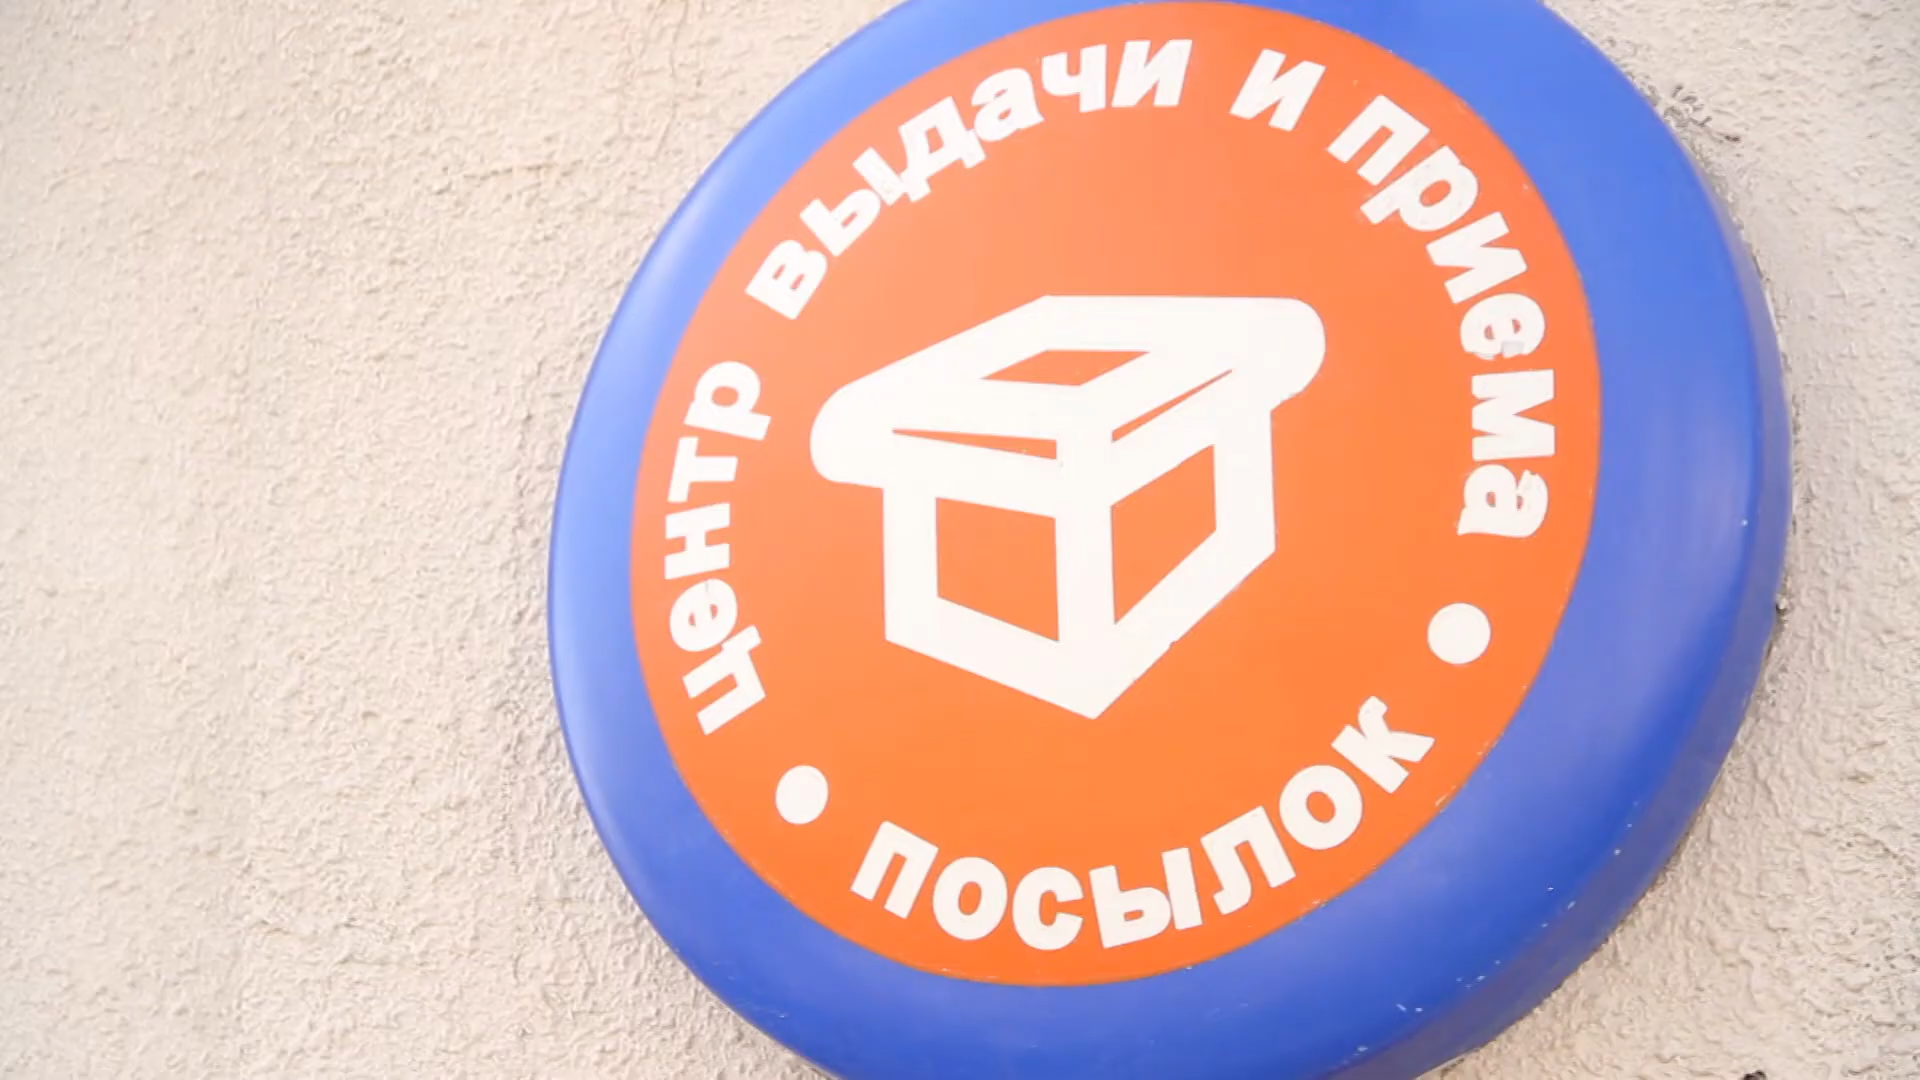 центр выдачи и приема
• посылок •